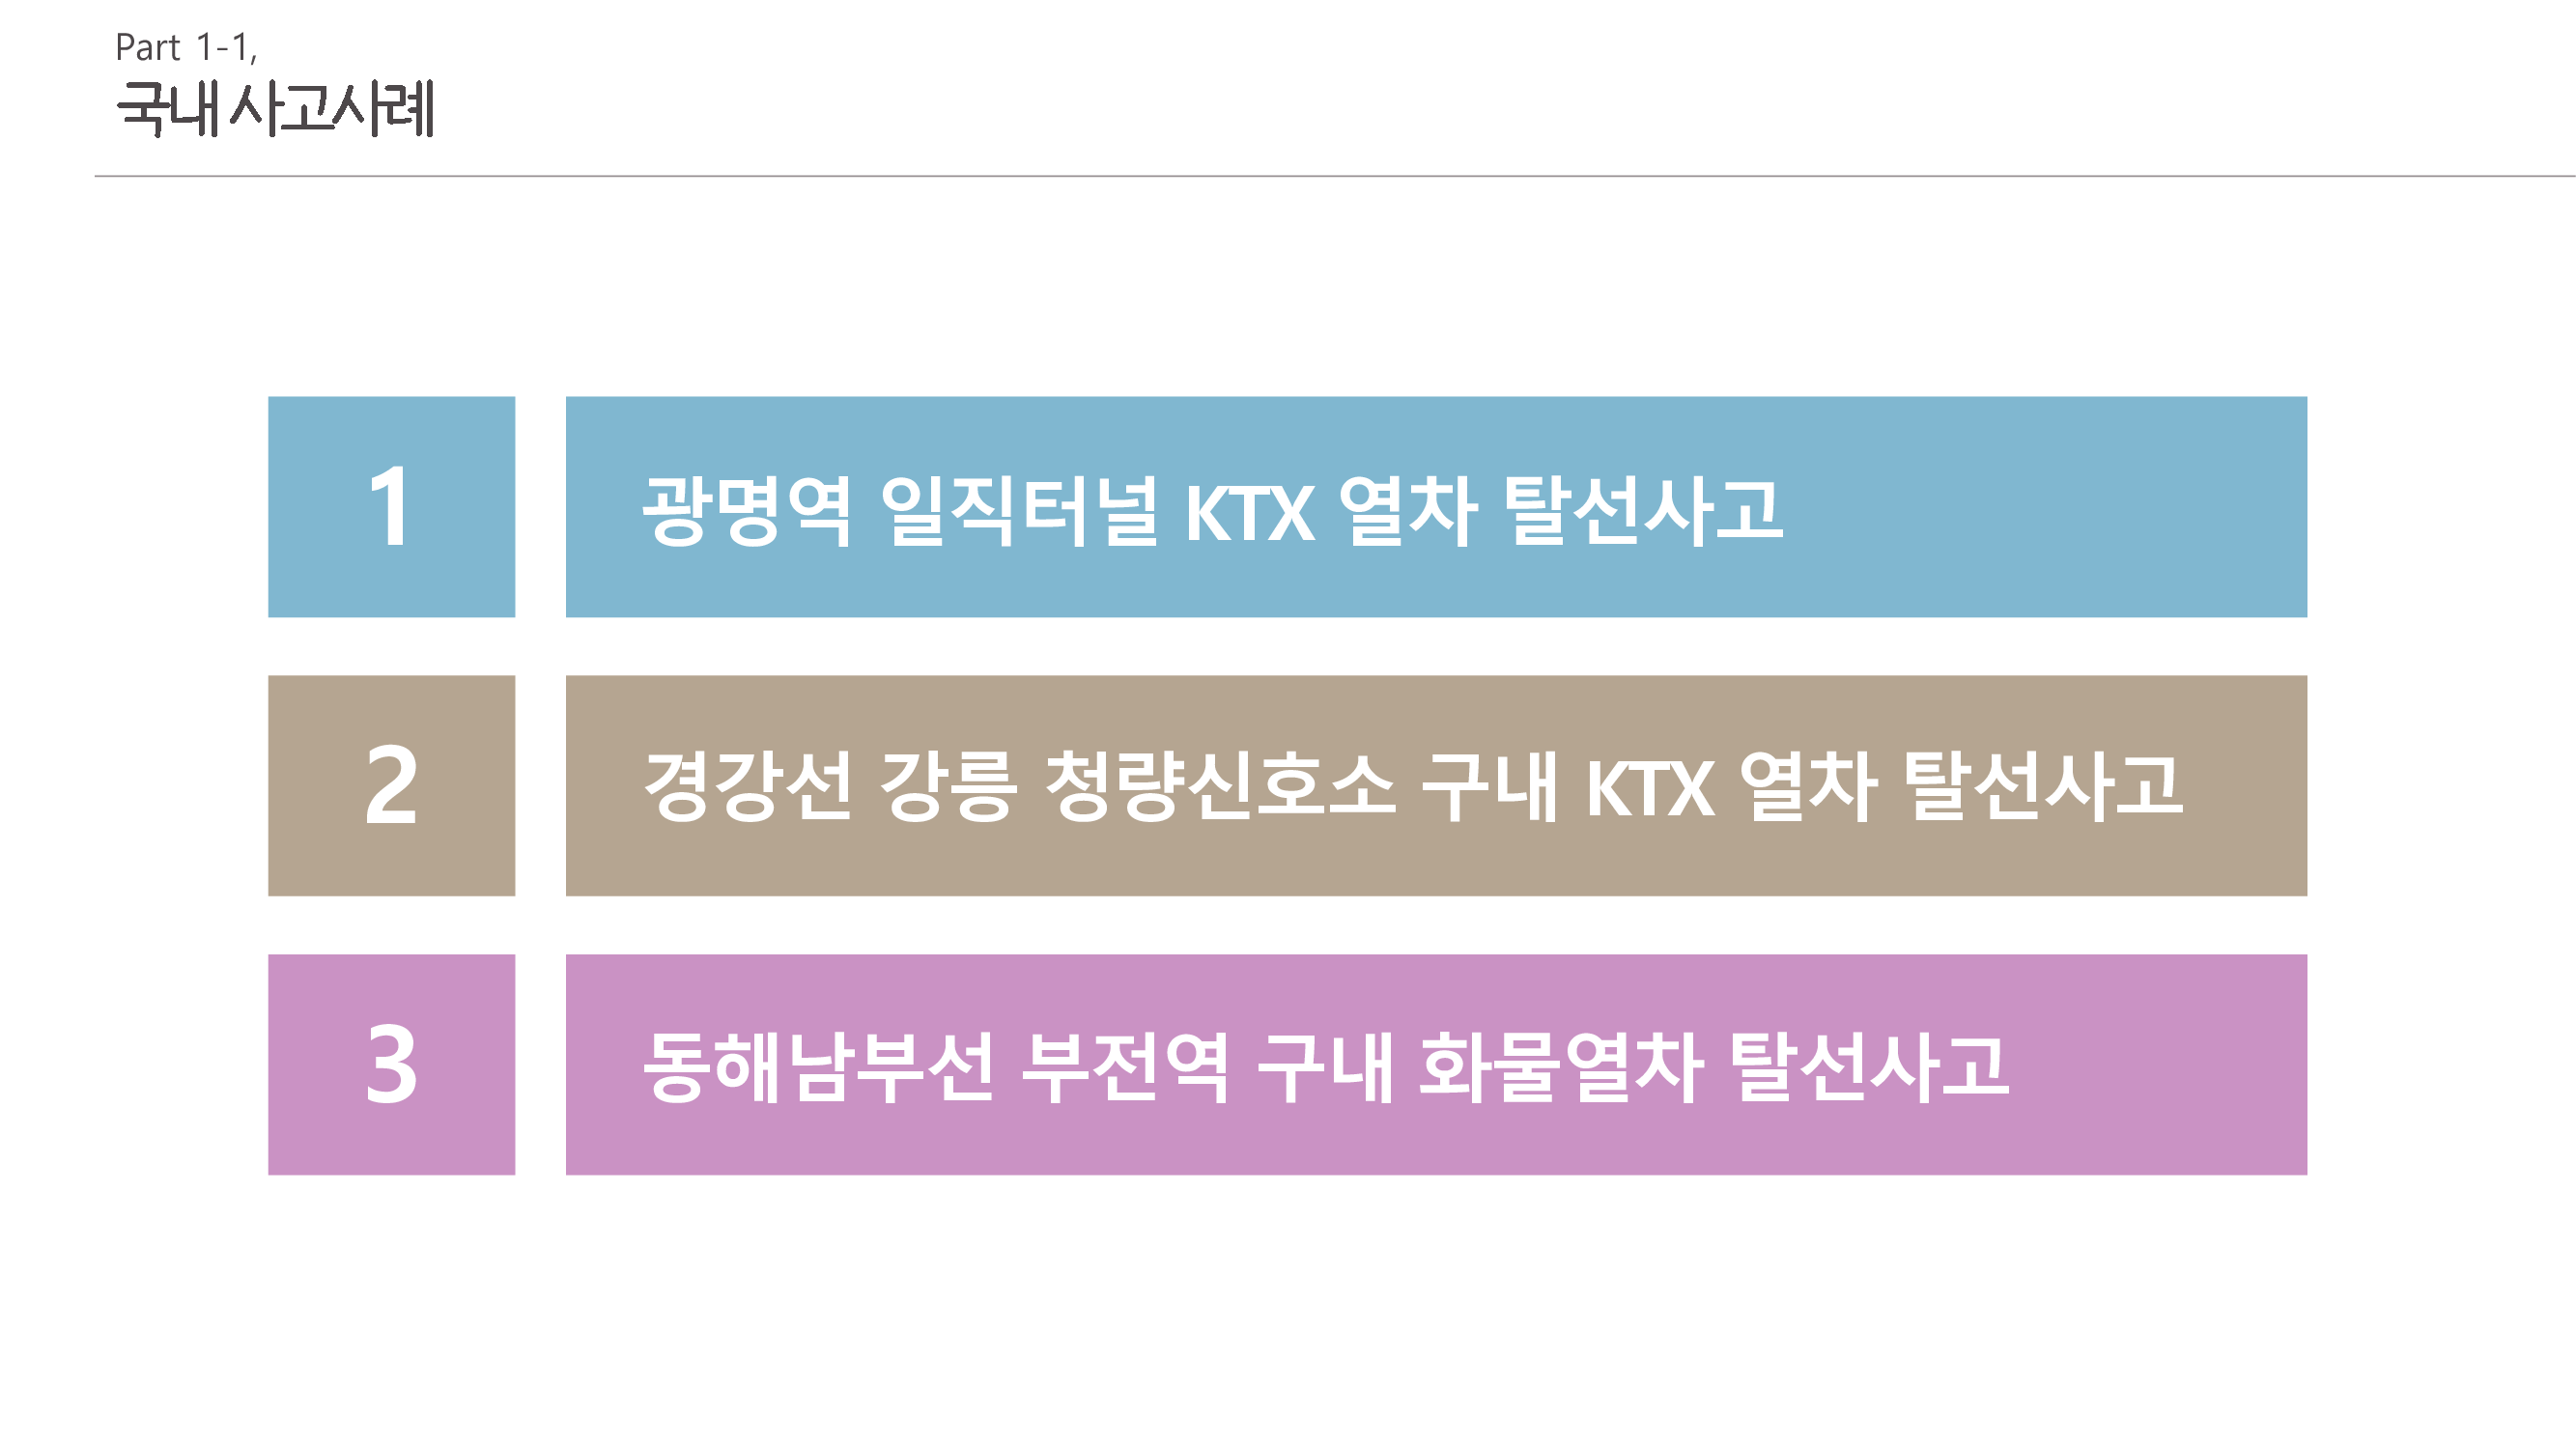 Part 1-1,
국내 사고사례
1
광명역 일직터널 KTX 열차 탈선사고
2
경강선 강릉 청량신호소 구내 KTX 열차 탈선사고
3
동해남부선 부전역 구내 화물열차 탈선사고